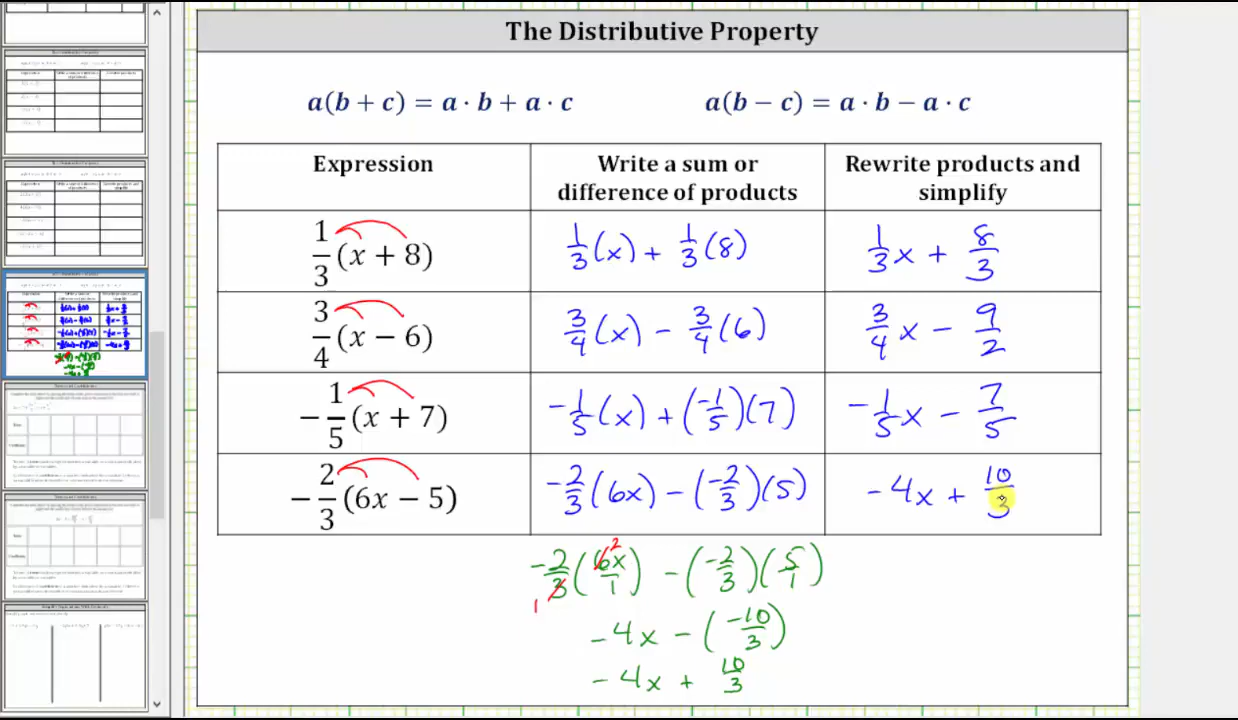 The Distributive Property
a(b + c) = a · b + a · c a(b − c) = a · b − a · c
Expression Write a sum or difference of products Rewrite products and simplify
1/3(x + 8) 1/3(x) + 1/3(8) 1/3x + 8/3
3/4(x − 6) 3/4(x) − 3/4(6) 3/4x − 9/2
−1/5(x + 7) −1/5(x) + (−1/5)(7) −1/5x − 7/5
−2/3(6x − 5) −2/3(6x) − (−2/3)(5) −4x + 10/3
−2/3(6x/1) − (−2/3)(5/1)
2
1
−4x − (−10/3)
−4x + 10/3